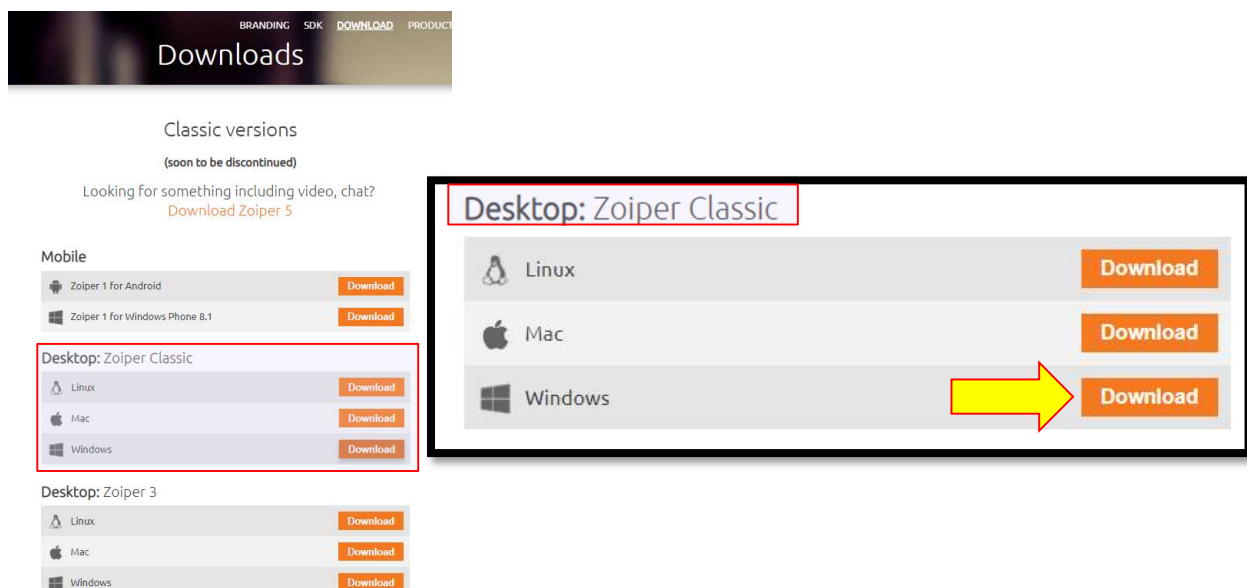 BRANDING SDK DOWNLOAD PRODUCT
Downloads
Classic versions
(soon to be discontinued)
Looking for something including video, chat?
Download Zoiper 5
Mobile
Zoiper 1 for Android Download
Zoiper 1 for Windows Phone 8.1 Download
Desktop: Zoiper Classic
Linux Download
Mac Download
Windows Download
Desktop: Zoiper 3
Linux Download
Mac Download
Windows Download
Desktop: Zoiper Classic
Linux Download
Mac Download
Windows Download